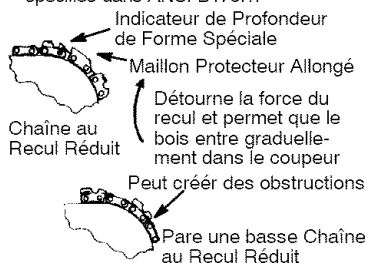 Indicateur de Profondeur
de Forme Spéciale
Maillon Protecteur Allongé
Détourne la force du
recul et permet que le
bois entre graduelle-
ment dans le coupeur
Chaîne au
Recul Réduit
Peut créér des obstructions
Pare une basse Chaîne
au Recul Réduit